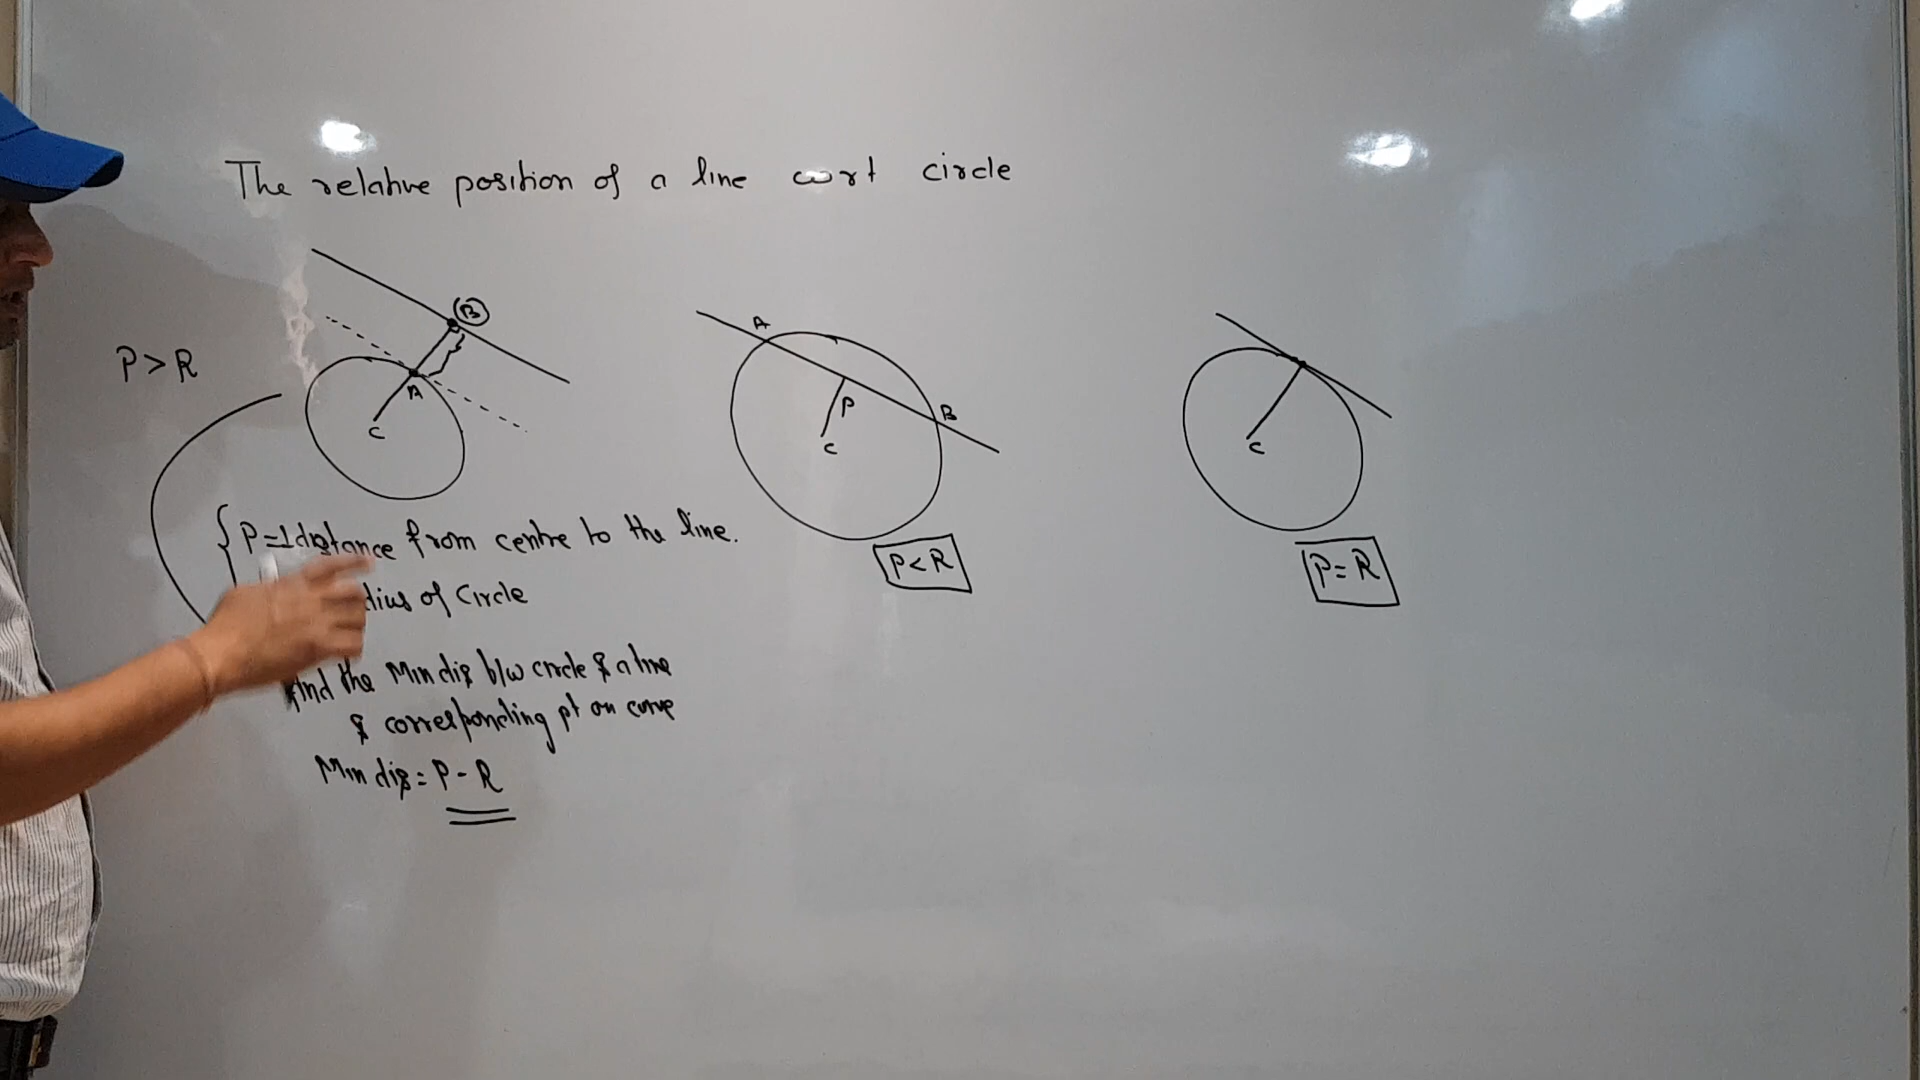 The relative position of a line wrt circle
B
P > R
A
C
A
P
B
C
C
P = ⊥ distance from centre to the line.
dius of Circle
P < R
P = R
find the Min dis b/w circle & a line
& corresponding pt on curve
Min dis = P - R